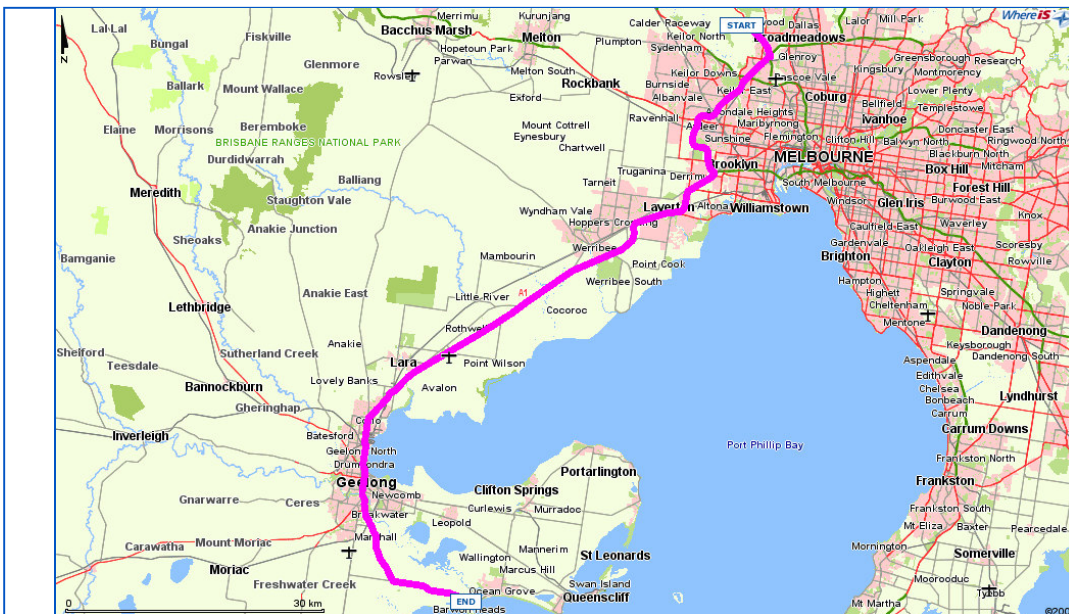 Lal-Lal
Fiskville
Merrimu
Kurunjang
Calder Raceway
START
Dallas
Lalor
Mill Park
WhereiS
Bungal
Bacchus Marsh
Melton
Plumpton
Keilor North
Broadmeadows
Hopetoun Park
Sydenham
Glenroy
Greensborough
Research
Glenmore
Parwan
N
Rowsley
Melton South
Rockbank
Keilor Downs
Pascoe Vale
Kingsbury
Montmorency
Ballark
Mount Wallace
Burnside
Keilor East
Lower Plenty
Exford
Albanvale
Coburg
Bellfield
Templestowe
Elaine
Morrisons
Beremboke
Mount Cottrell
Ravenhall
Avondale Heights
Ivanhoe
Maribyrnong
Doncaster East
BRISBANE RANGES NATIONAL PARK
Eynesbury
Sunshine
Flemington
Clifton Hill
Balwyn North
Ringwood North
Durdidwarrah
Chartwell
Brooklyn
MELBOURNE
Blackburn North
Mitcham
Meredith
Balliang
Truganina
Derrimut
Box Hill
Staughton Vale
Tarneit
South Melbourne
Forest Hill
Wyndham Vale
Laverton
Altona
Williamstown
Windsor
Glen Iris
Burwood East
Anakie Junction
Hoppers Crossing
Caulfield East
Waverley
Knox
Sheoaks
Werribee
Gardenvale
Oakleigh East
Scoresby
Bamganie
Mambourin
Point Cook
Brighton
Clayton
Rowville
Anakie East
Werribee South
Hampton
Lethbridge
Little River
A1
Highett
Springvale
Cocoroc
Cheltenham
Noble Park
Rothwell
Mentone
Dandenong
Anakie
Keysborough
Shelford
Sutherland Creek
Lara
Point Wilson
Aspendale
Dandenong South
Teesdale
Edithvale
Bannockburn
Lovely Banks
Avalon
Chelsea
Bonbeach
Lyndhurst
Gheringhap
Carrum
Inverleigh
Batesford
Corio
Carrum Downs
Port Phillip Bay
Geelong North
Frankston North
Drumcondra
Portarlington
Geelong
Frankston
Gnarwarre
Ceres
Newcomb
Clifton Springs
Breakwater
Curlewis
Murradoc
Frankston South
Leopold
Mt Eliza
Baxter
Pearcedale
Carawatha
Mount Moriac
Marshall
Mannerim
St Leonards
Mornington
Somerville
Wallington
Moriac
Marcus Hill
Freshwater Creek
Swan Island
Moorooduc
Ocean Grove
Queenscliff
Tyabb
0
30 km
END
Barwon Heads
Mt Martha